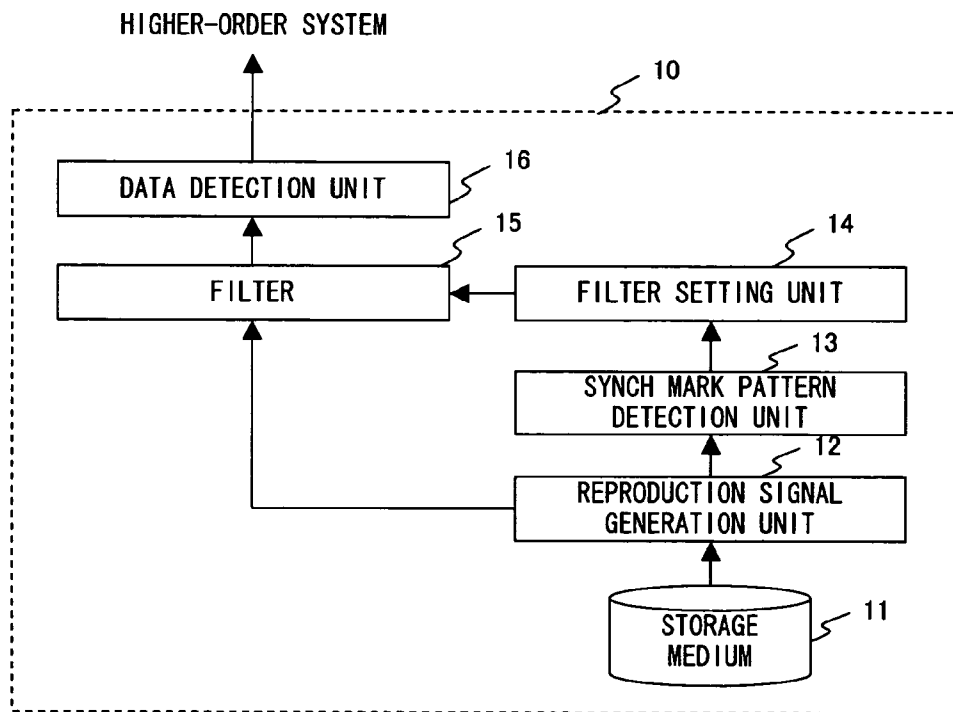 HIGHER-ORDER SYSTEM
10
16
DATA DETECTION UNIT
15
14
FILTER
FILTER SETTING UNIT
13
SYNCH MARK PATTERN
DETECTION UNIT
12
REPRODUCTION SIGNAL
GENERATION UNIT
11
STORAGE
MEDIUM